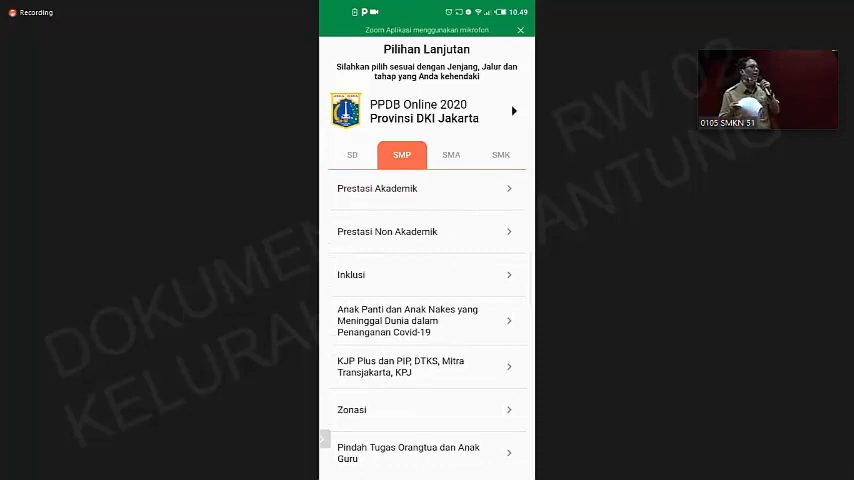 Recording
10.49
Zoom Aplikasi menggunakan mikrofon
Pilihan Lanjutan
Silahkan pilih sesuai dengan Jenjang, Jalur dan
tahap yang Anda kehendaki
PPDB Online 2020
Provinsi DKI Jakarta
SD
SMP
SMA
SMK
Prestasi Akademik
Prestasi Non Akademik
Inklusi
Anak Panti dan Anak Nakes yang
Meninggal Dunia dalam
Penanganan Covid-19
KJP Plus dan PIP, DTKS, Mitra
Transjakarta, KPJ
Zonasi
Pindah Tugas Orangtua dan Anak
Guru
0105 SMKN 51
RW 02